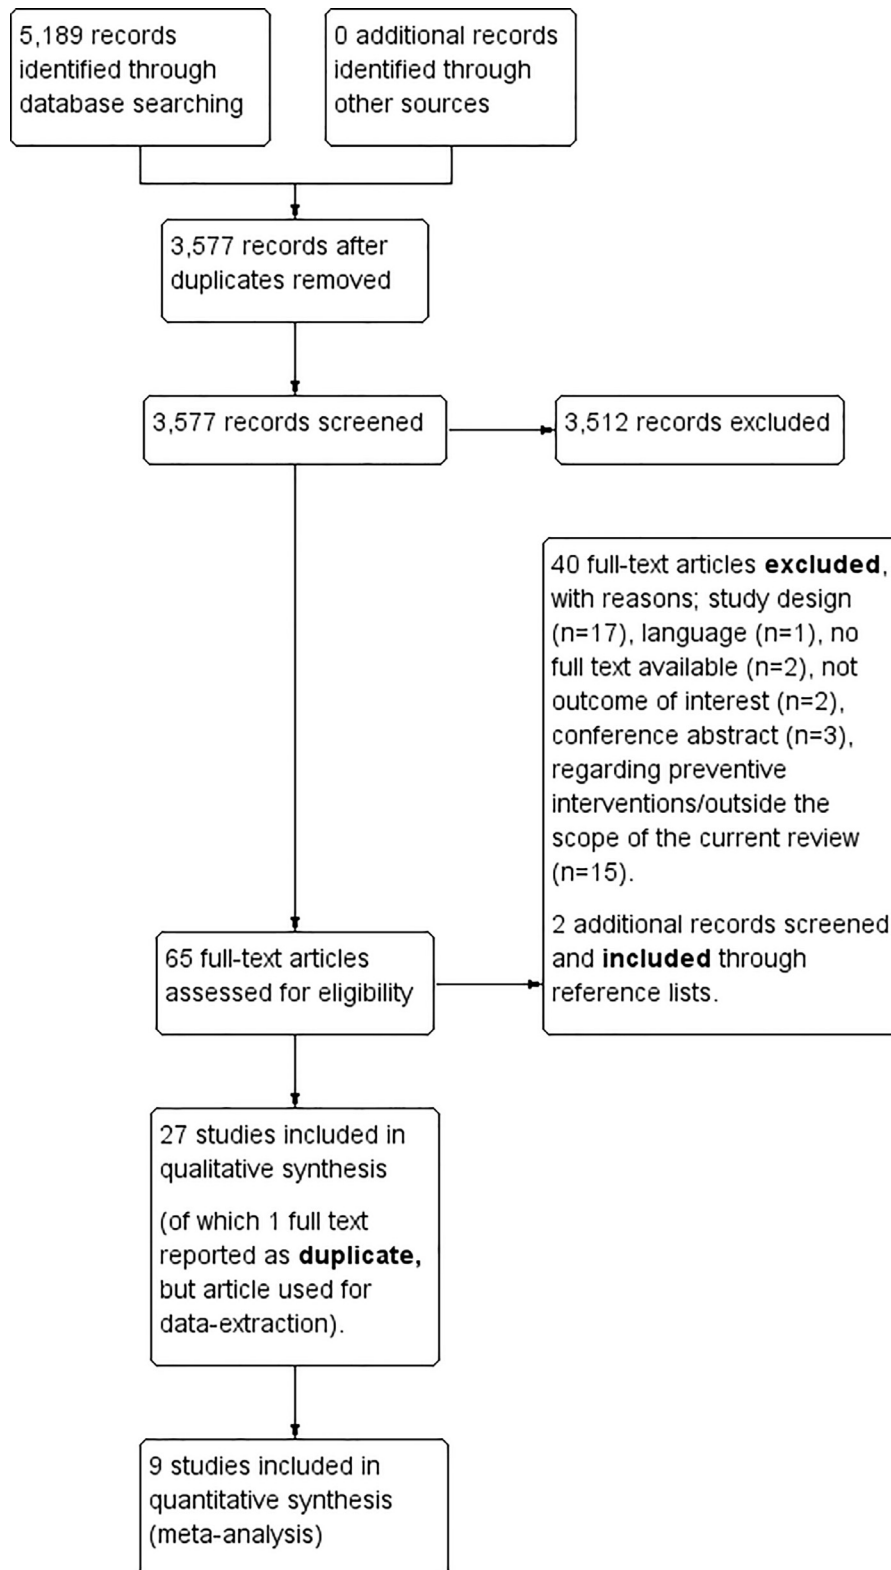 5,189 records
identified through
database searching
0 additional records
identified through
other sources
3,577 records after
duplicates removed
3,577 records screened
3,512 records excluded
40 full-text articles excluded,
with reasons; study design
(n=17), language (n=1), no
full text available (n=2), not
outcome of interest (n=2),
conference abstract (n=3),
regarding preventive
interventions/outside the
scope of the current review
(n=15).
2 additional records screened
and included through
reference lists.
65 full-text articles
assessed for eligibility
27 studies included in
qualitative synthesis
(of which 1 full text
reported as duplicate,
but article used for
data-extraction).
9 studies included in
quantitative synthesis
(meta-analysis)